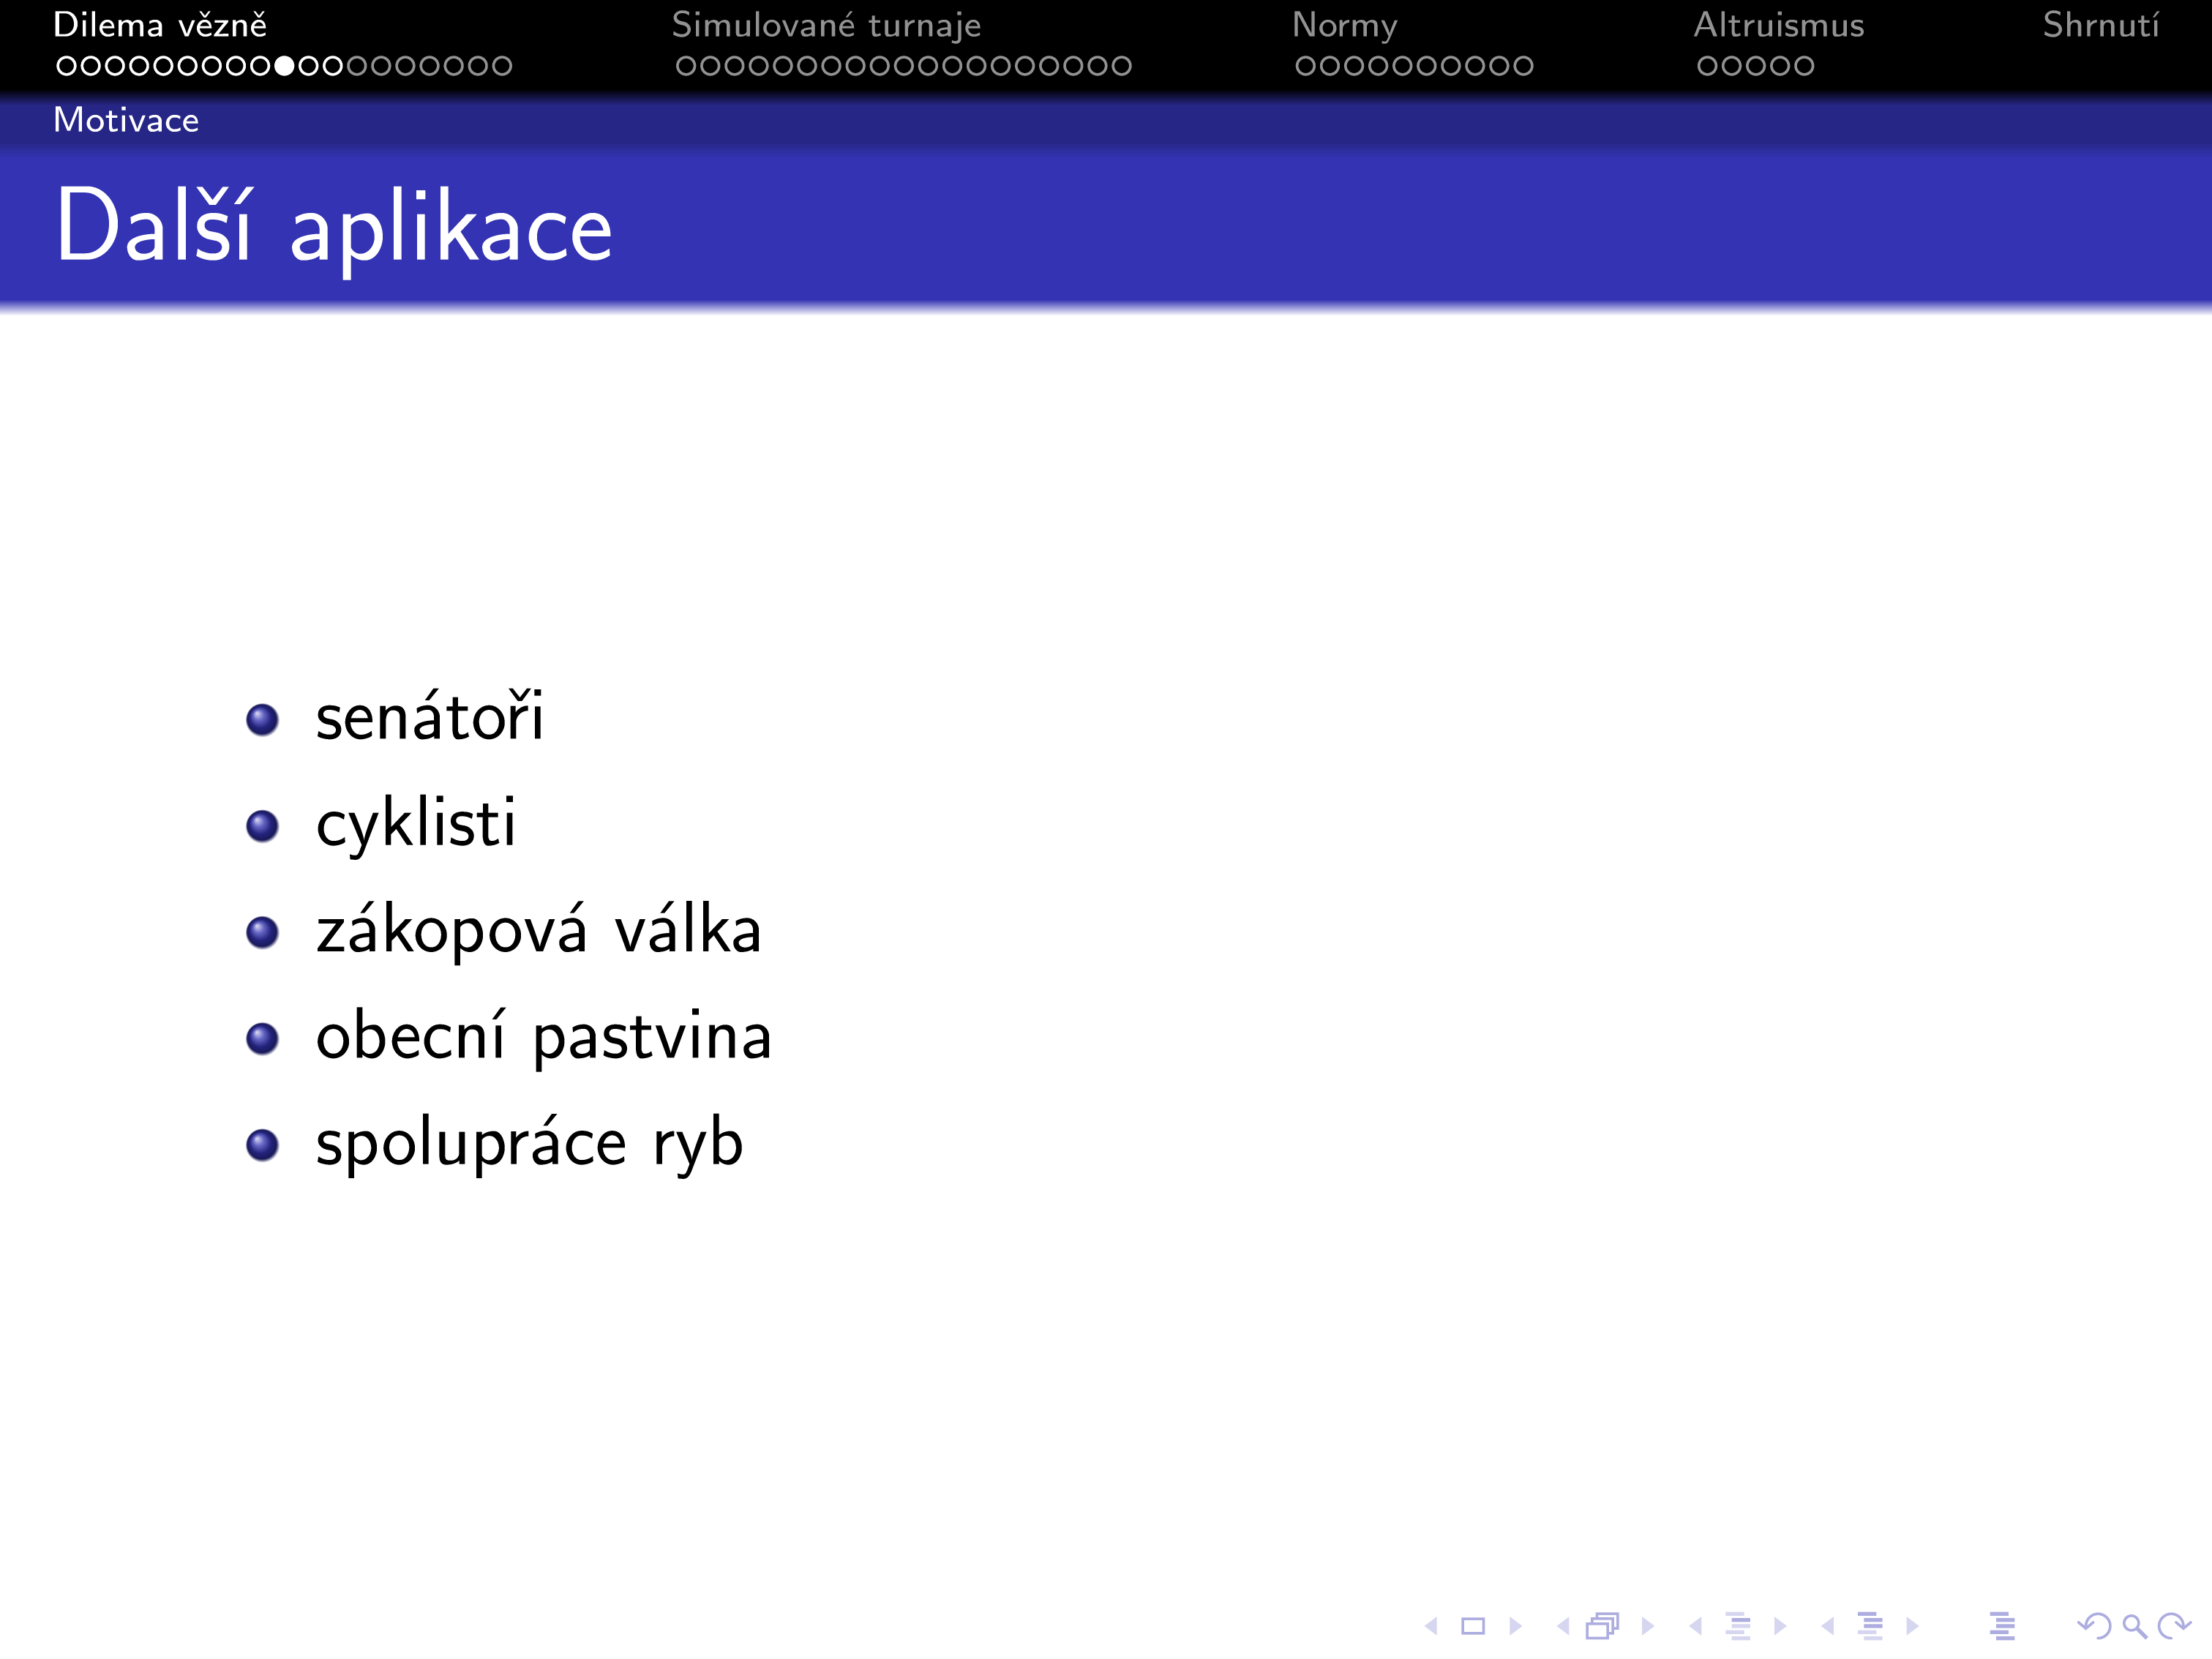 Dilema vězně
Simulované turnaje
Normy
Altruismus
Shrnutí
Motivace
Další aplikace
senátoři
cyklisti
zákopová válka
obecní pastvina
spolupráce ryb